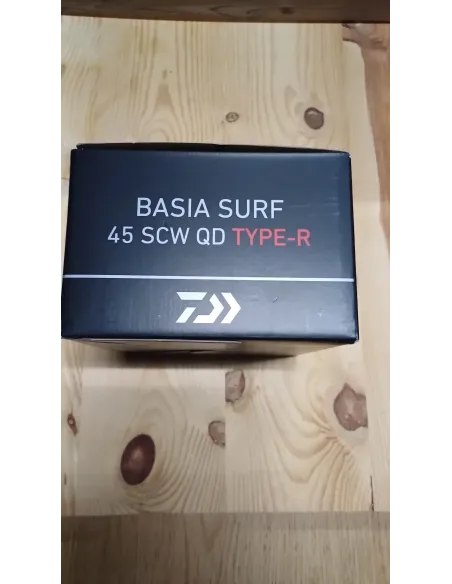 BASIA SURF
45 SCW QD TYPE-R